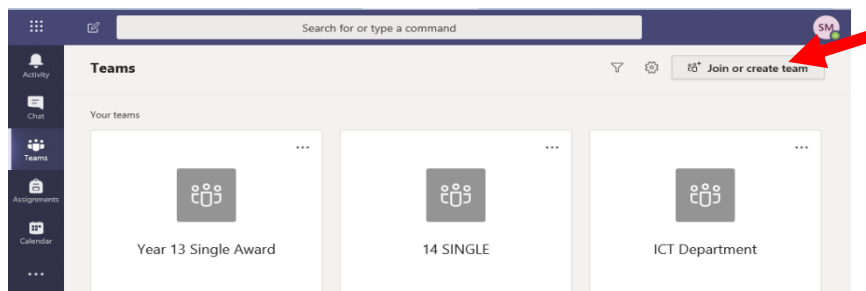 Search for or type a command
SM
Activity
Teams
Join or create team
Chat
Your teams
Teams
Assignments
Calendar
Year 13 Single Award
14 SINGLE
ICT Department